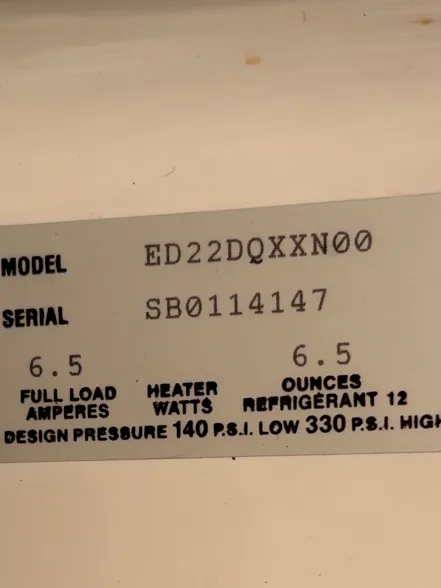 MODEL ED22DQXXN00
SERIAL SB0114147
6.5 6.5
FULL LOAD HEATER OUNCES
AMPERES WATTS REFRIGERANT 12
DESIGN PRESSURE 140 P.S.I. LOW 330 P.S.I. HIGH